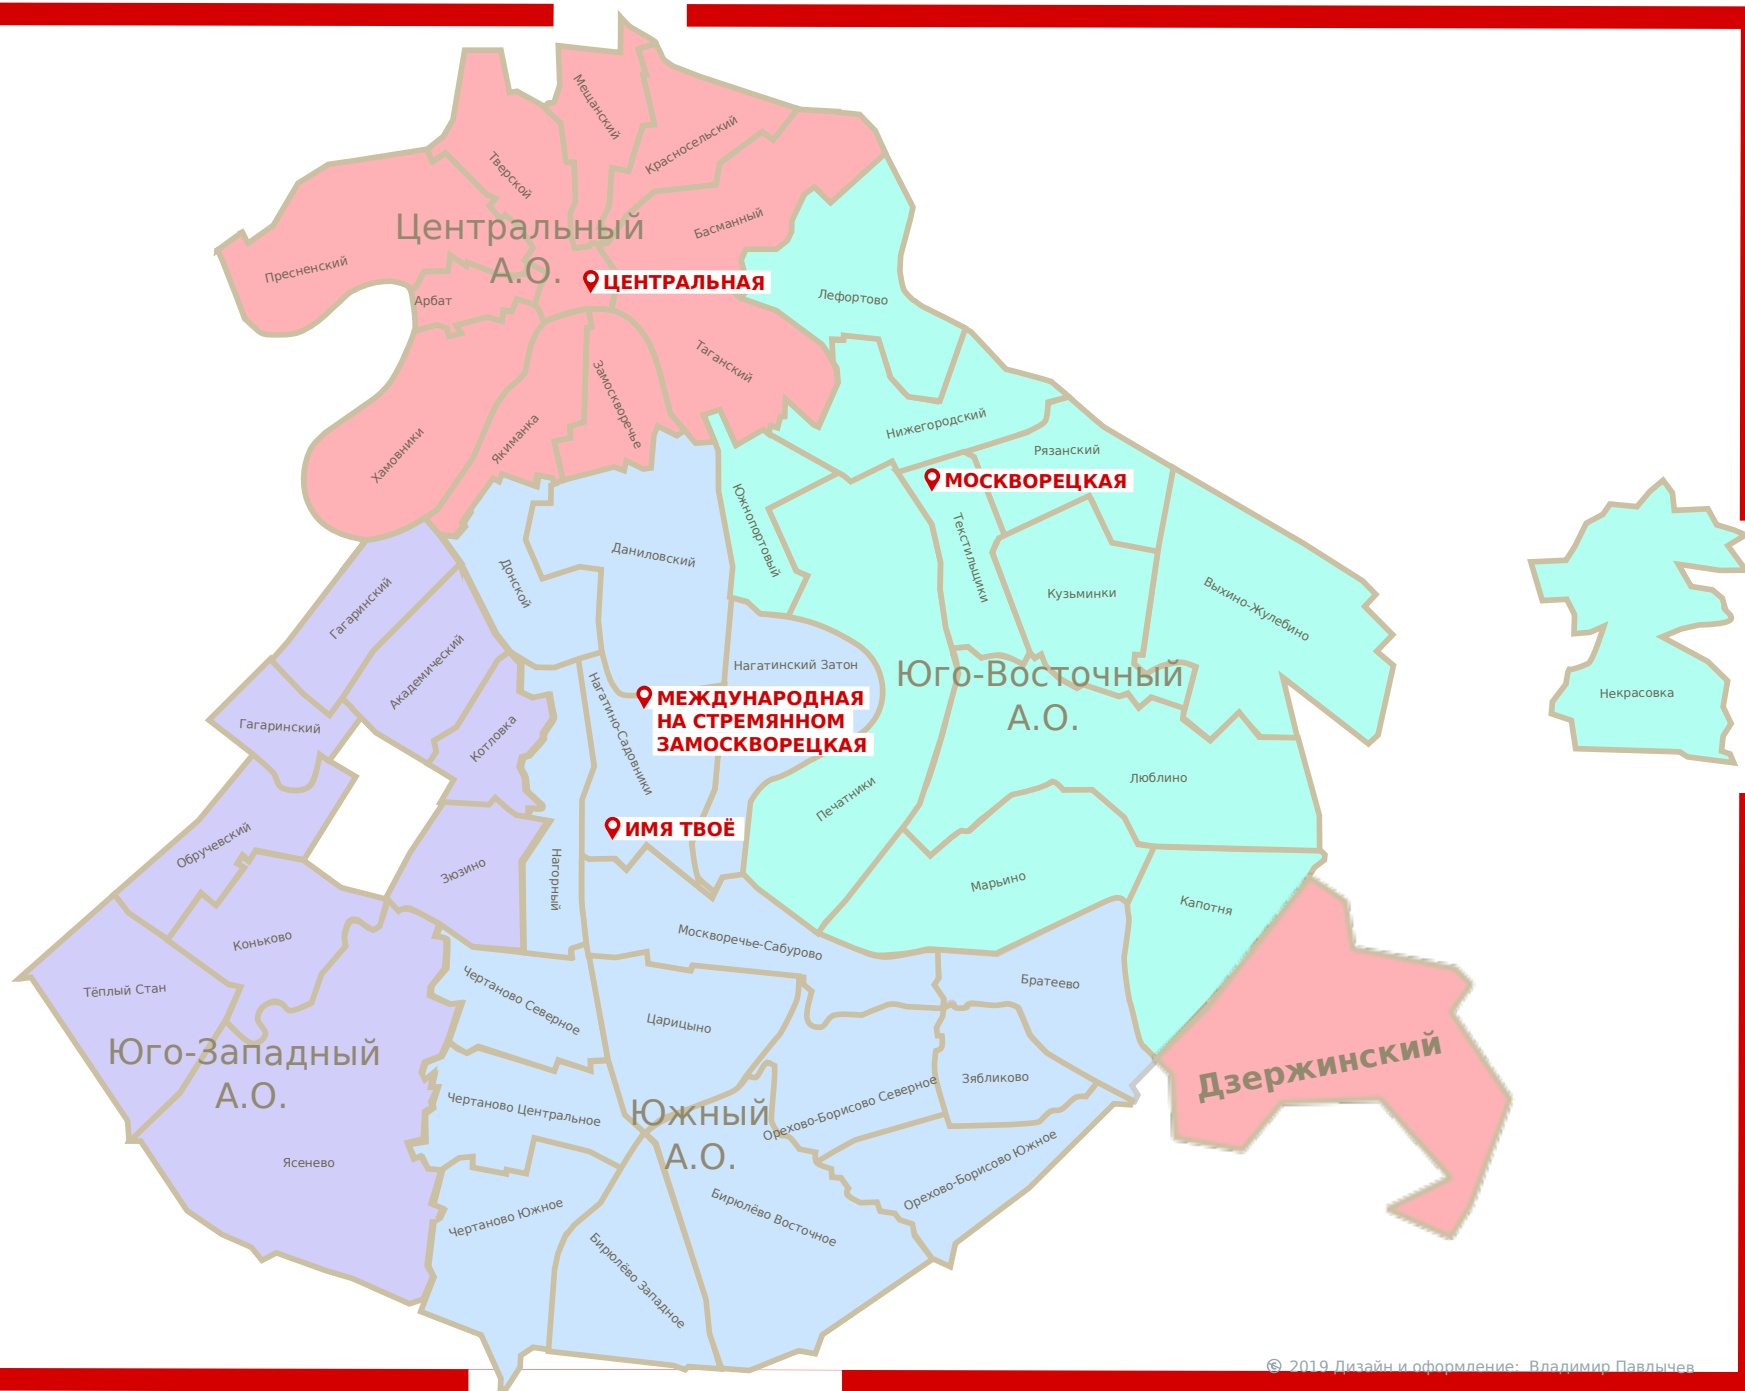 Мещанский
Красносельский
Тверской
Центральный
А.О.
Басманный
Пресненский
Арбат
ЦЕНТРАЛЬНАЯ
Лефортово
Таганский
Замоскворечье
Якиманка
Хамовники
Нижегородский
Рязанский
МОСКВОРЕЦКАЯ
Южнопортовый
Текстильщики
Даниловский
Донской
Кузьминки
Выхино-Жулебино
Гагаринский
Академический
Нагатинский Затон
Юго-Восточный
А.О.
Некрасовка
МЕЖДУНАРОДНАЯ
НА СТРЕМЯННОМ
ЗАМОСКВОРЕЦКАЯ
Нагатино-Садовники
Гагаринский
Котловка
Люблино
Печатники
ИМЯ ТВОЁ
Обручевский
Зюзино
Нагорный
Марьино
Капотня
Коньково
Москворечье-Сабурово
Братеево
Тёплый Стан
Чертаново Северное
Царицыно
Юго-Западный
А.О.
Дзержинский
Зябликово
Орехово-Борисово Северное
Чертаново Центральное
Южный
А.О.
Ясенево
Орехово-Борисово Южное
Чертаново Южное
Бирюлёво Восточное
Бирюлёво Западное
© 2019 Дизайн и оформление: Владимир Павлычев